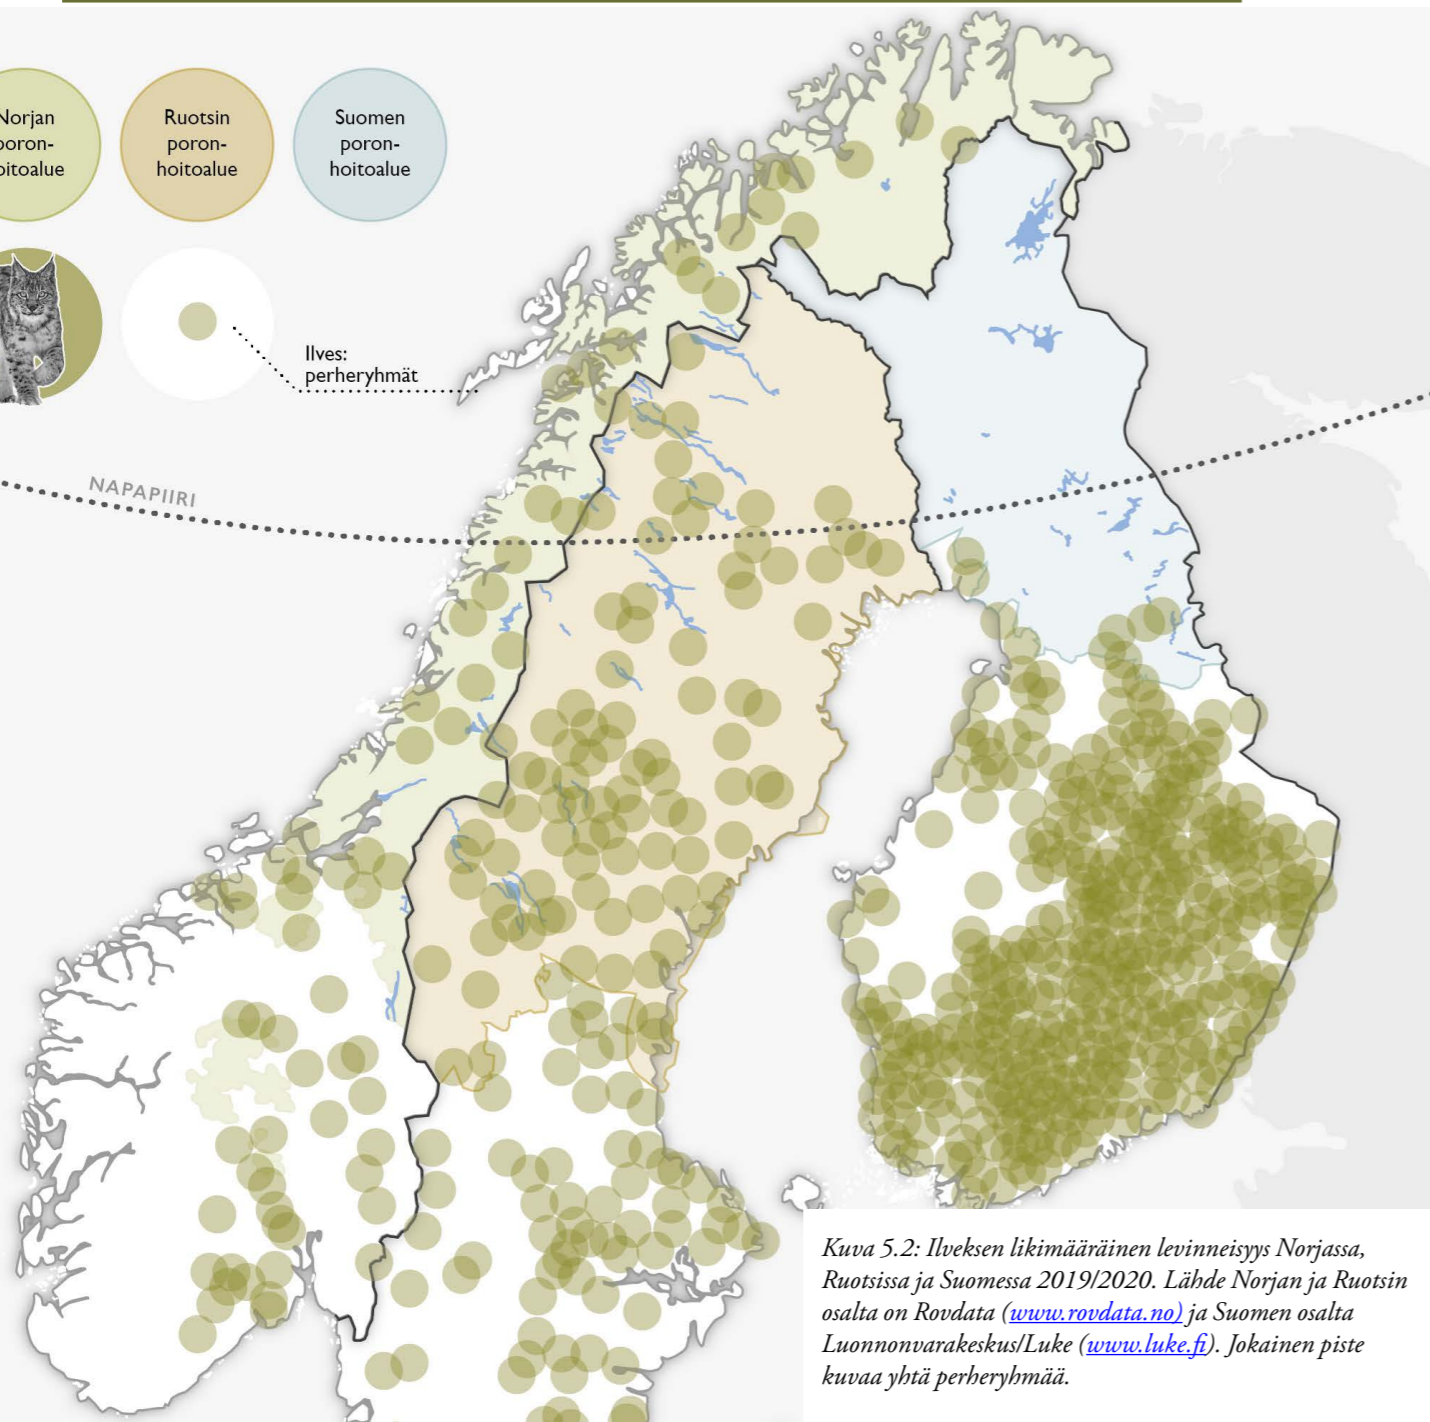 Norjan
poron-
hoitoalue
Ruotsin
poron-
hoitoalue
Suomen
poron-
hoitoalue
Ilves:
perheryhmät
NAPAPIIRI
Kuva 5.2: Ilveksen likimääräinen levinneisyys Norjassa,
Ruotsissa ja Suomessa 2019/2020. Lähde Norjan ja Ruotsin
osalta on Rovdata (www.rovdata.no) ja Suomen osalta
Luonnonvarakeskus/Luke (www.luke.fi). Jokainen piste
kuvaa yhtä perheryhmää.